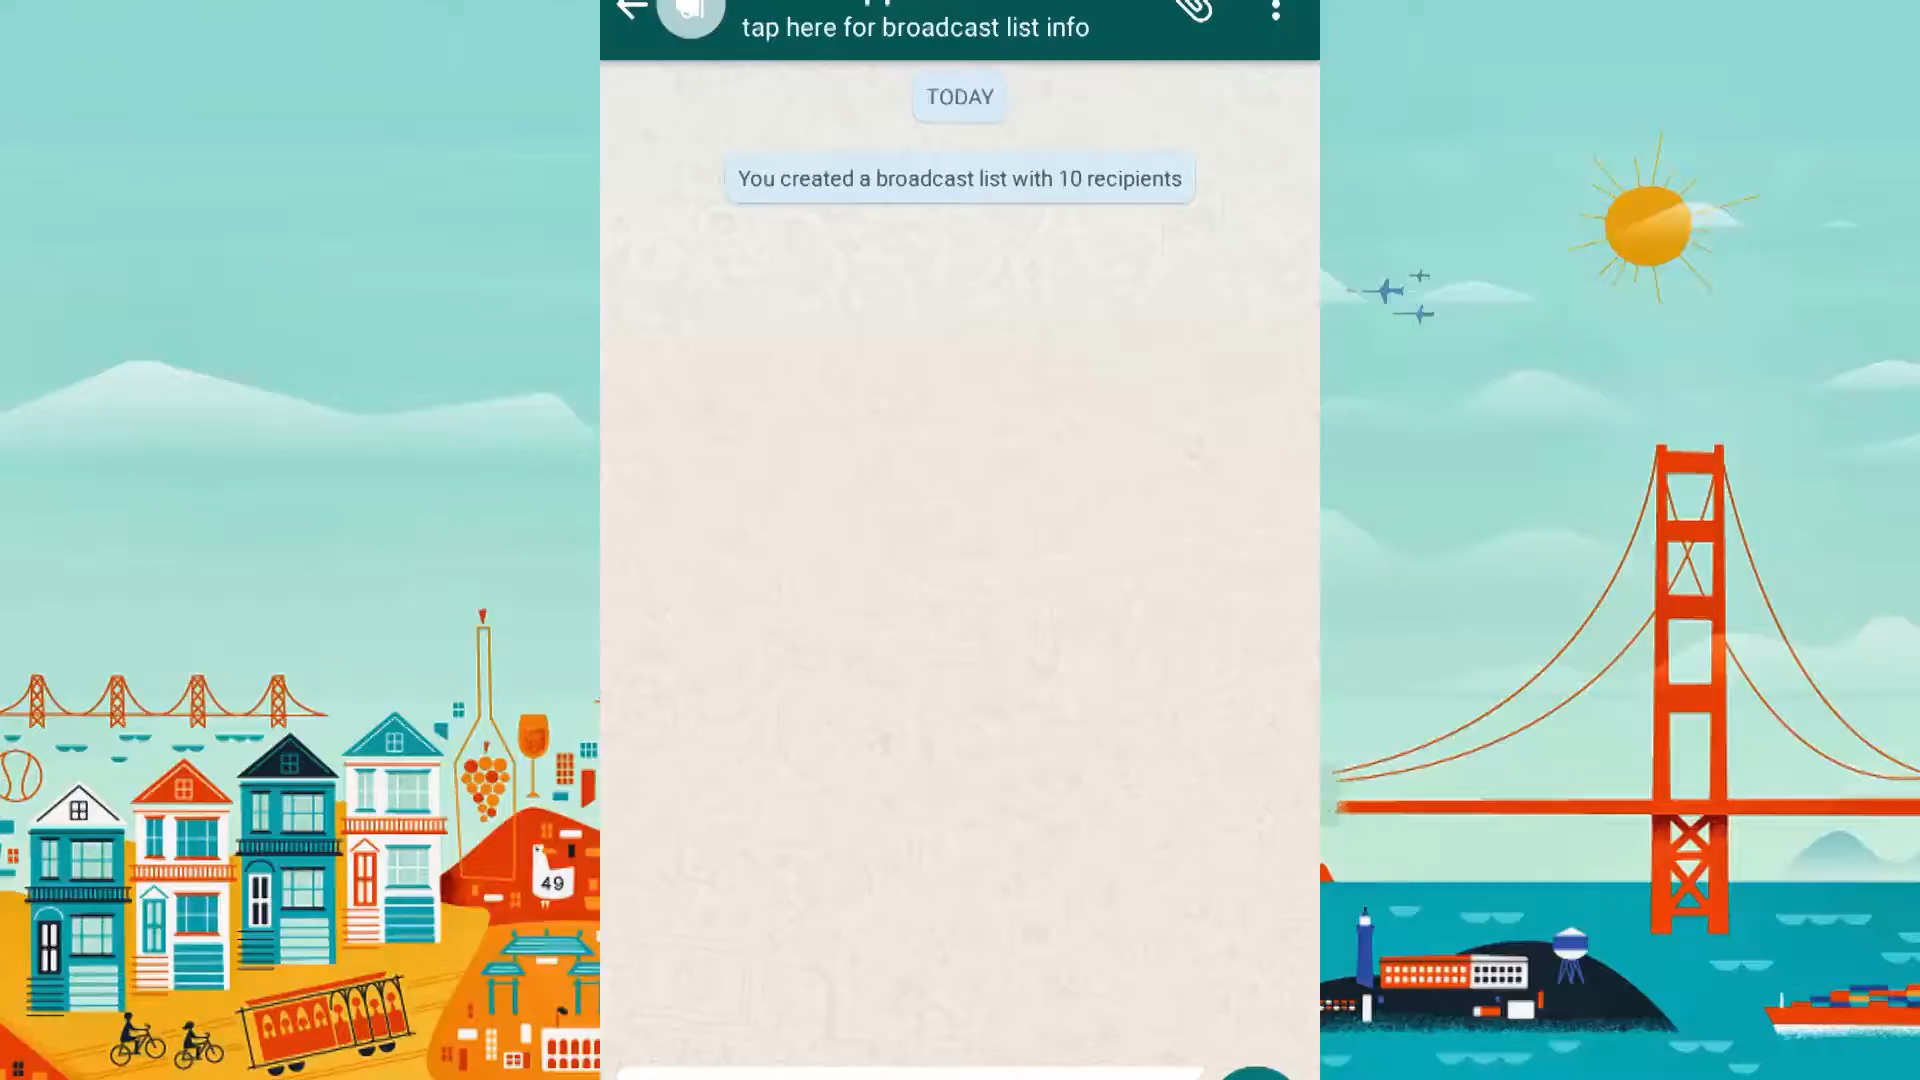 tap here for broadcast list info
TODAY
You created a broadcast list with 10 recipients
49